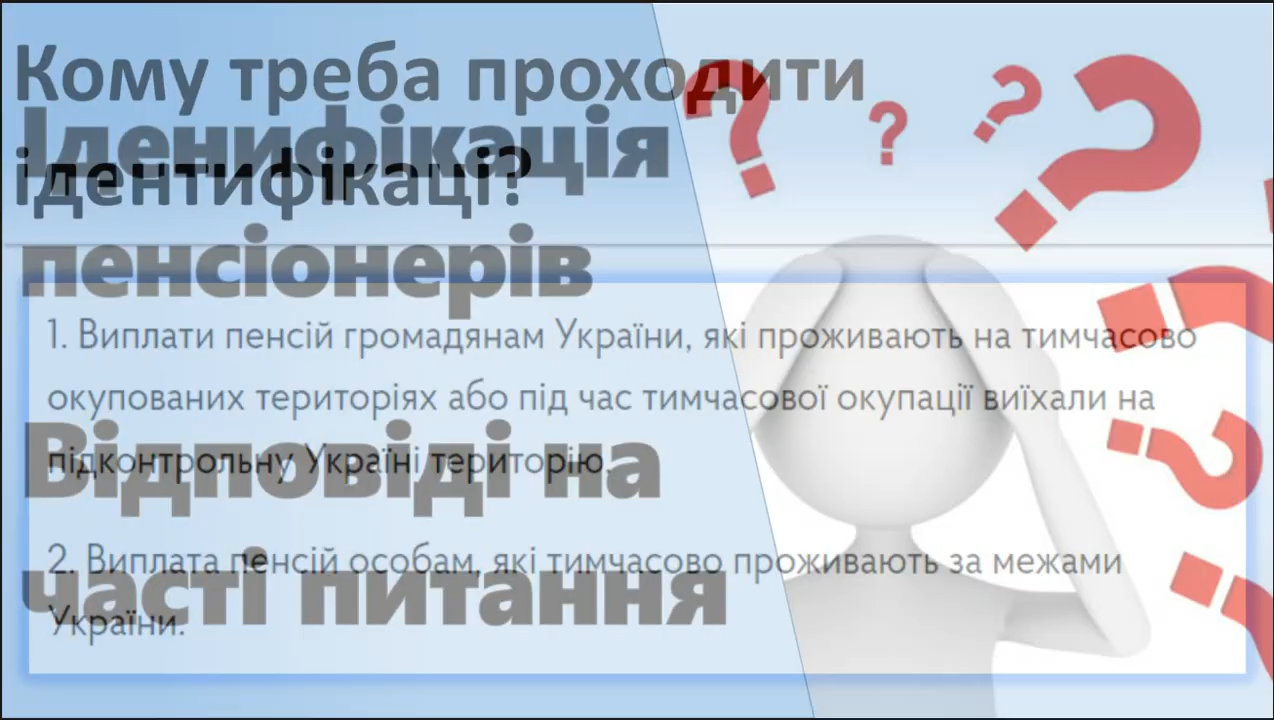 Кому треба проходити
ідентифікаці?
Іденифікація
пенсіонерів
Відповіді на
часті питання
1. Виплати пенсій громадянам України, які проживають на тимчасово
окупованих територіях або під час тимчасової окупації виїхали на
підконтрольну Україні територію.
2. Виплата пенсій особам, які тимчасово проживають за межами
України.